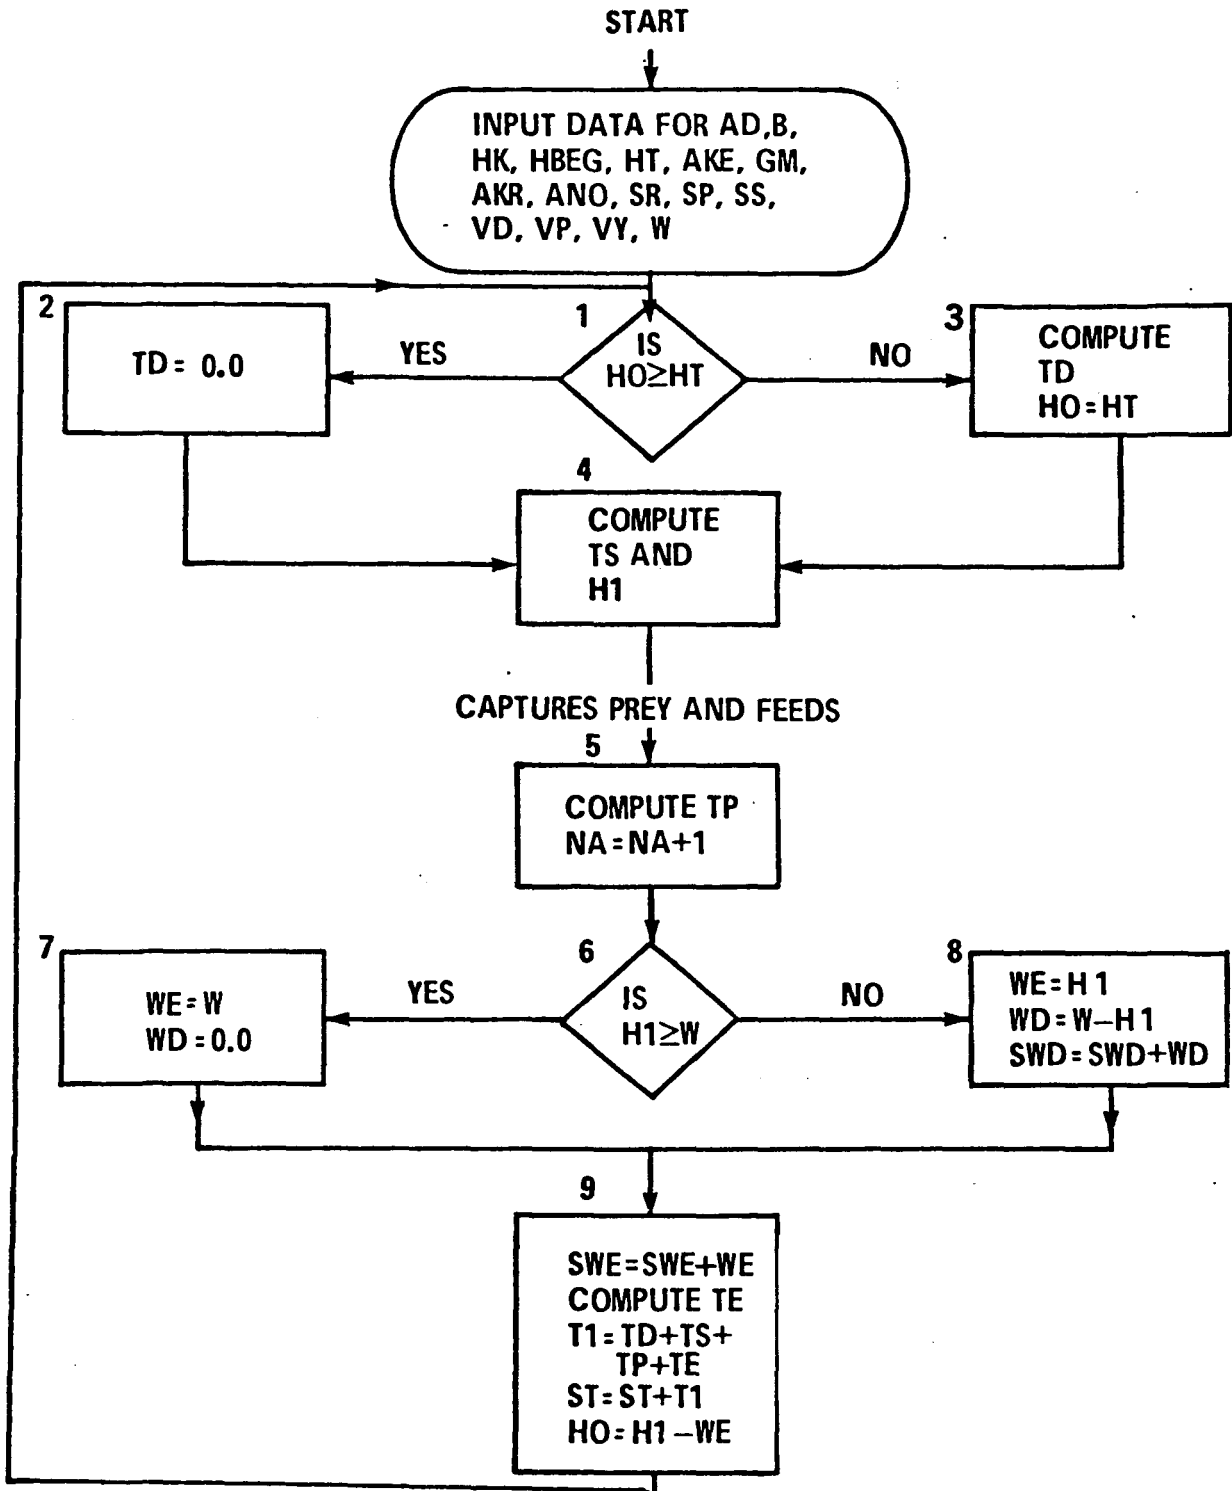 START
INPUT DATA FOR AD,B,
HK, HBEG, HT, AKE, GM,
AKR, ANO, SR, SP, SS,
VD, VP, VY, W
1
IS
HO≥HT
YES
NO
2
TD= 0.0
3
COMPUTE
TD
HO=HT
4
COMPUTE
TS AND
H1
CAPTURES PREY AND FEEDS
5
COMPUTE TP
NA=NA+1
6
IS
H1≥W
YES
NO
7
WE=W
WD=0.0
8
WE=H1
WD=W-H1
SWD=SWD+WD
9
SWE=SWE+WE
COMPUTE TE
T1=TD+TS+
TP+TE
ST=ST+T1
HO=H1-WE